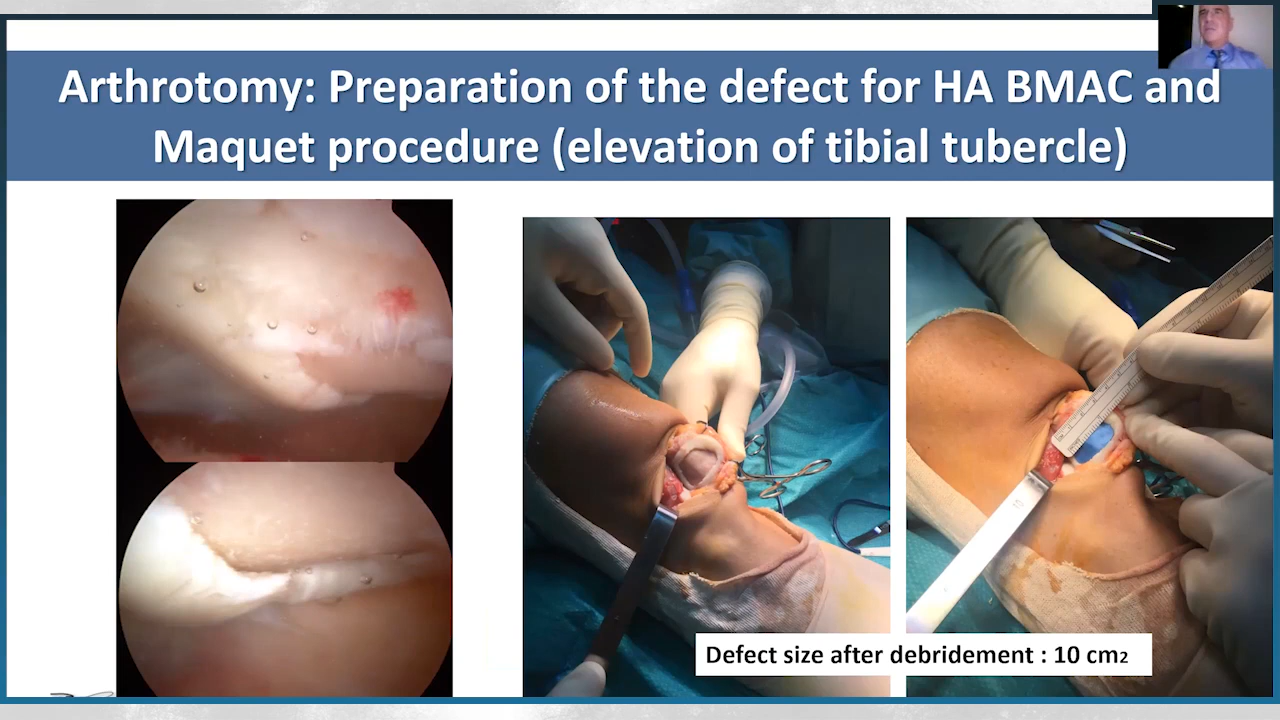 Arthrotomy: Preparation of the defect for HA BMAC and
Maquet procedure (elevation of tibial tubercle)
Defect size after debridement : 10 cm2